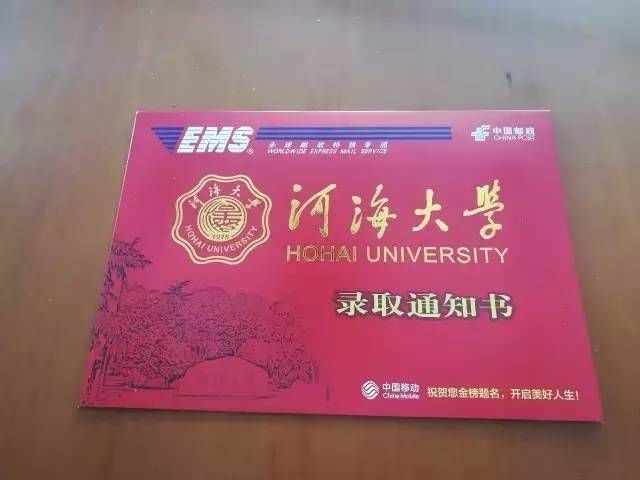 EMS®
全球邮政特快专递
WORLDWIDE EXPRESS MAIL SERVICE
中国邮政
CHINA POST
河海大学
HOHAI UNIVERSITY
1915
河海大學
HOHAI UNIVERSITY
录取通知书
中国移动
China Mobile
祝贺您金榜题名，开启美好人生！